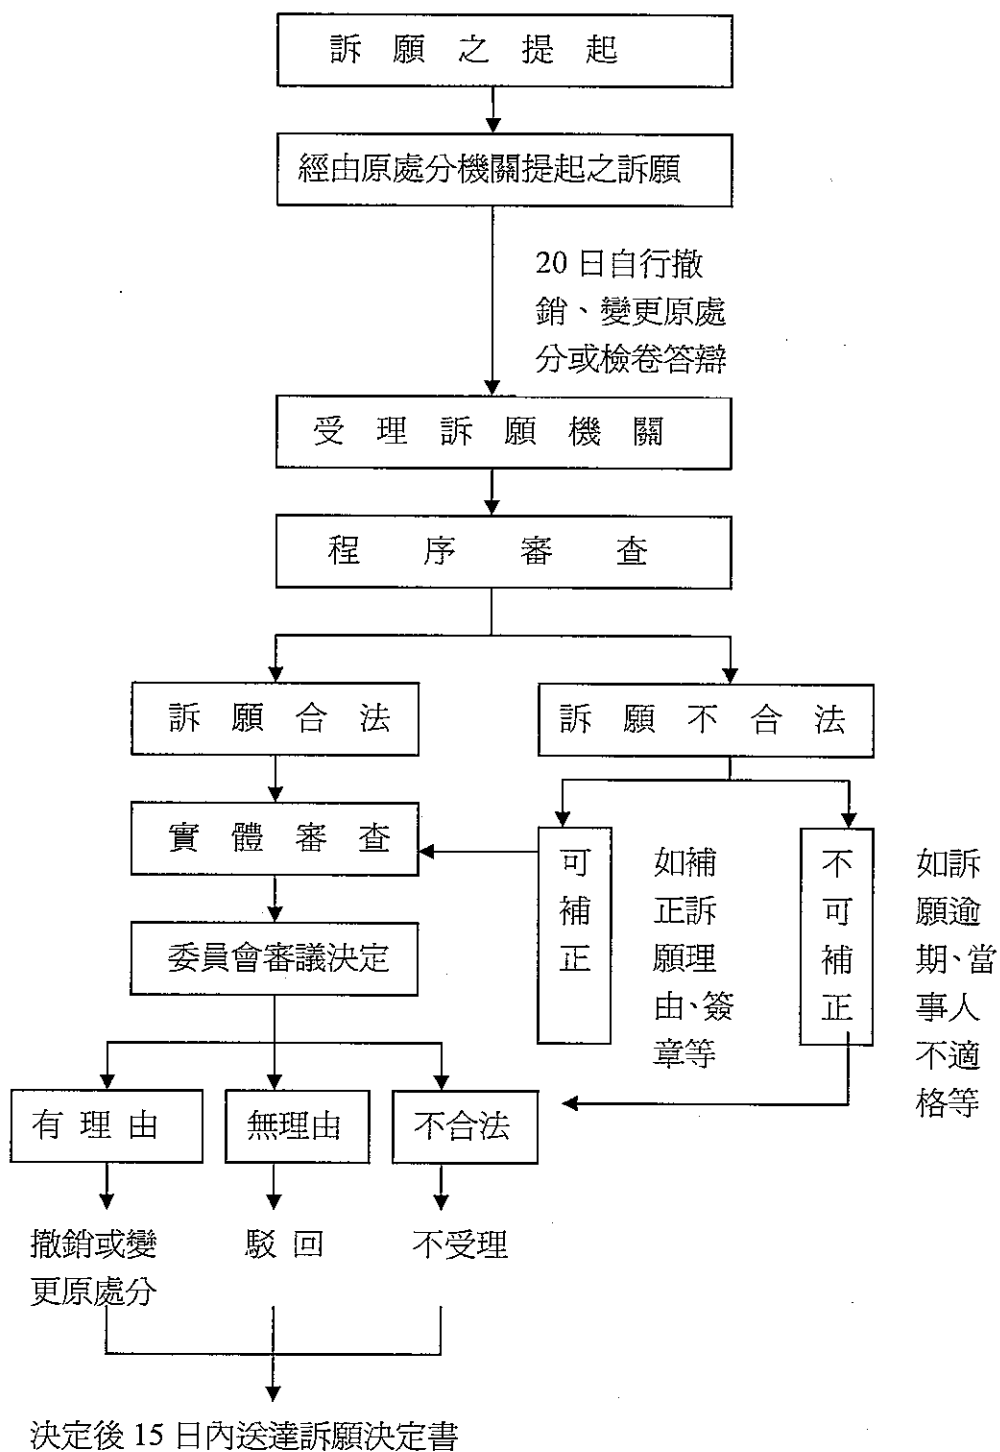 訴願之提起
經由原處分機關提起之訴願
20 日自行撤
銷、變更原處
分或檢卷答辯
受理訴願機關
程序審查
訴願合法
訴願不合法
實體審查
可
補
正
如補
正訴
願理
由、簽
章等
不
可
補
正
如訴
願逾
期、當
事人
不適
格等
委員會審議決定
有理由
無理由
不合法
撤銷或變
更原處分
駁回
不受理
決定後 15 日內送達訴願決定書